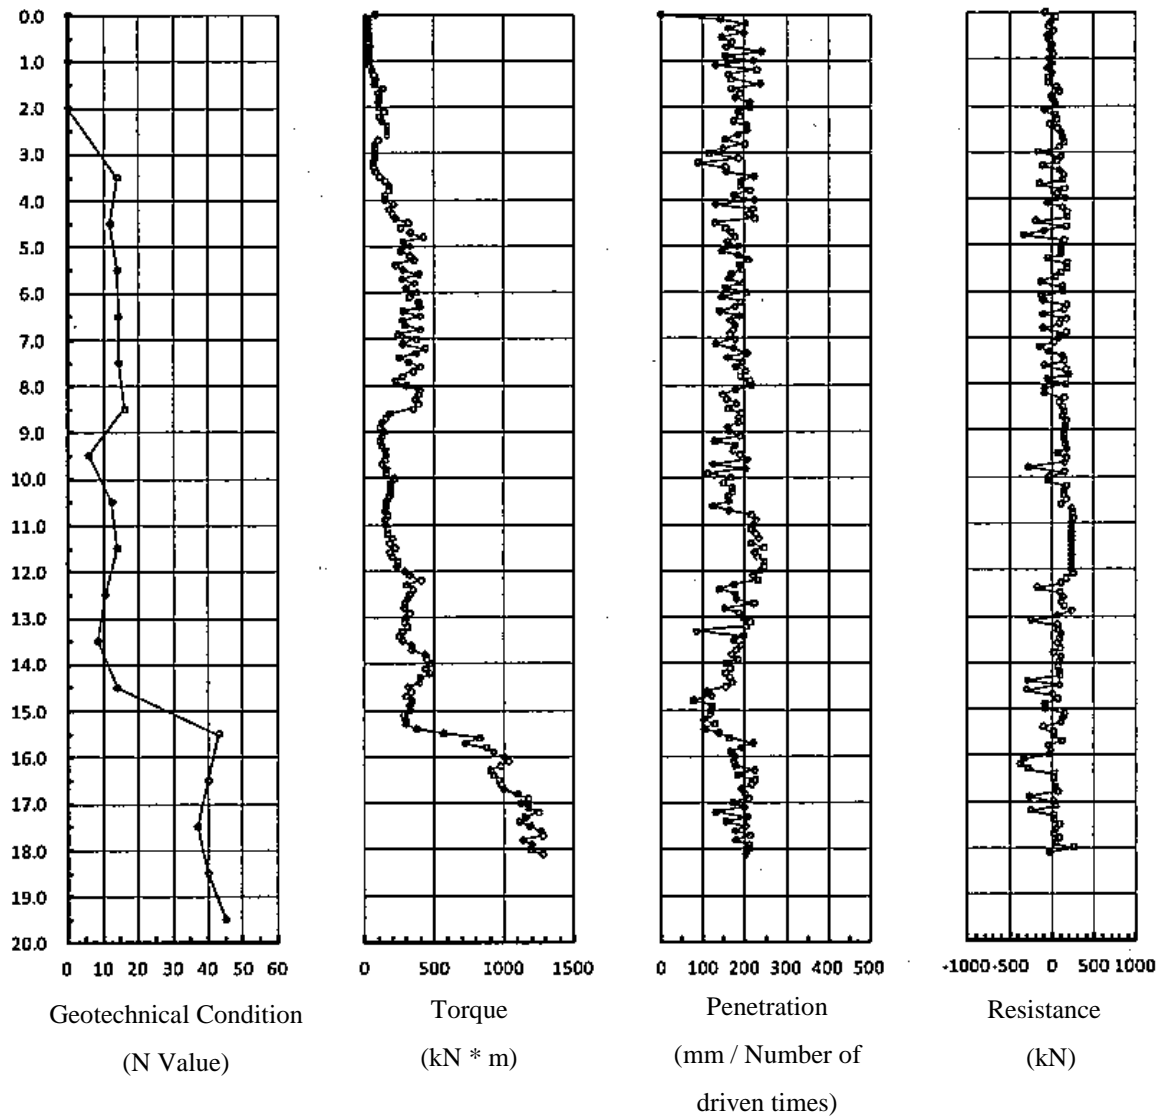 0.0
1.0
2.0
3.0
4.0
5.0
6.0
7.0
8.0
9.0
10.0
11.0
12.0
13.0
14.0
15.0
16.0
17.0
18.0
19.0
20.0
0 10 20 30 40 50 60
0 500 1000 1500
0 100 200 300 400 500
-1000-500 0 500 1000
Geotechnical Condition
(N Value)
Torque
(kN * m)
Penetration
(mm / Number of
driven times)
Resistance
(kN)